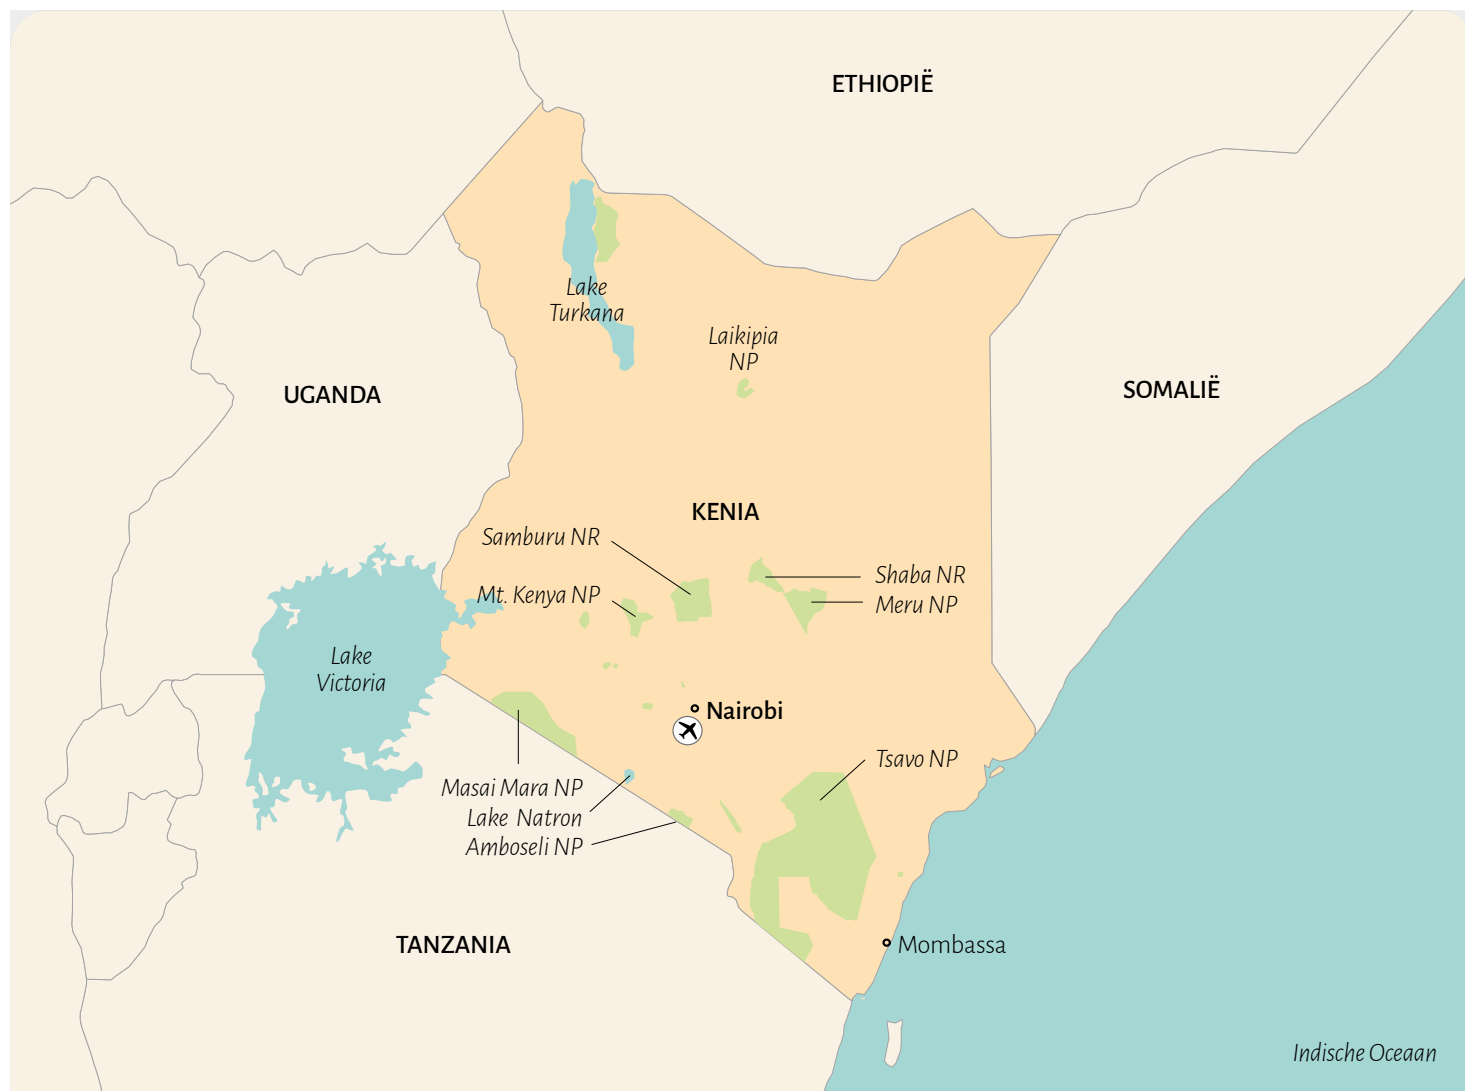 ETHIOPIË
Lake
Turkana
Laikipia
NP
UGANDA
SOMALIË
KENIA
Samburu NR
Shaba NR
Mt. Kenya NP
Meru NP
Lake
Victoria
Nairobi
Tsavo NP
Masai Mara NP
Lake Natron
Amboseli NP
TANZANIA
Mombassa
Indische Oceaan